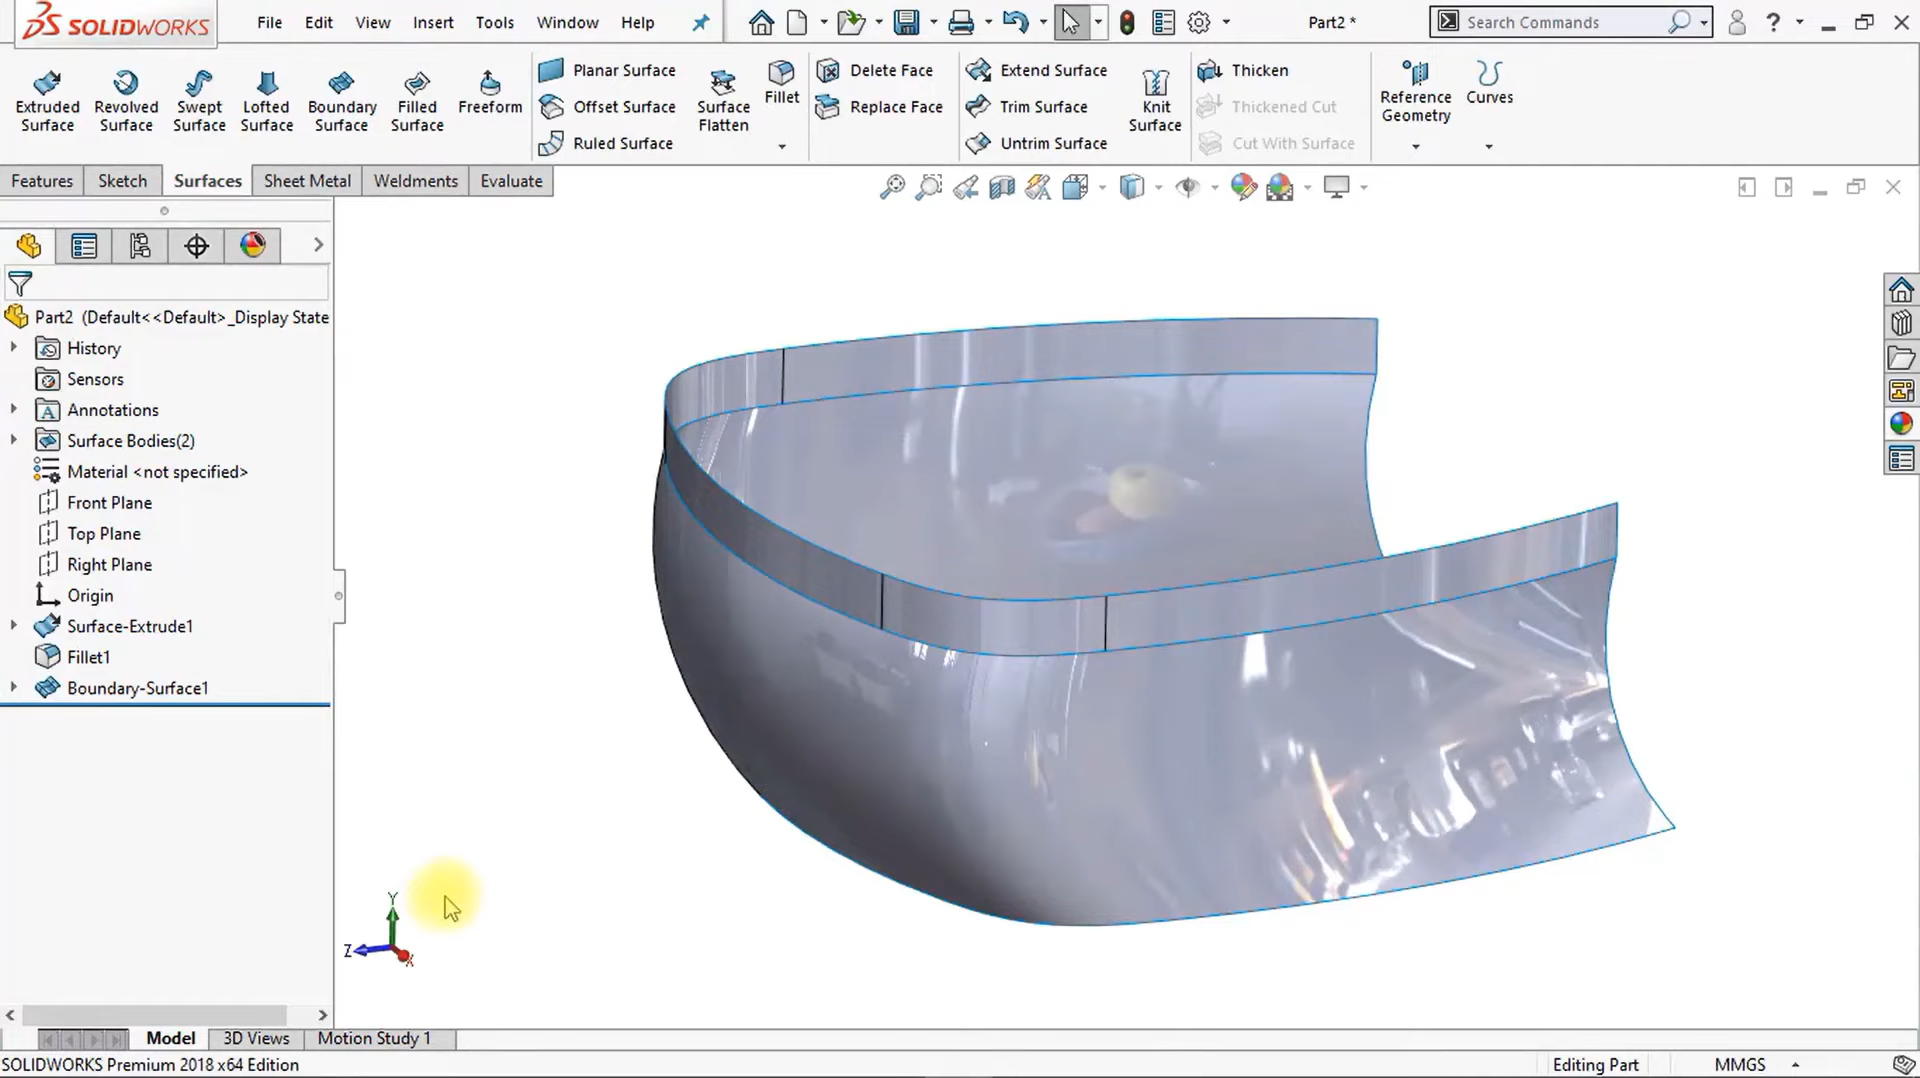 SOLIDWORKS File Edit View Insert Tools Window Help Part2 * Search Commands ?
Extruded Surface
Revolved Surface
Swept Surface
Lofted Surface
Boundary Surface
Filled Surface
Freeform
Planar Surface
Offset Surface
Ruled Surface
Surface Flatten
Fillet
Delete Face
Replace Face
Extend Surface
Trim Surface
Untrim Surface
Knit Surface
Thicken
Thickened Cut
Cut With Surface
Reference Geometry
Curves
Features Sketch Surfaces Sheet Metal Weldments Evaluate
Part2 (Default<<Default>_Display State
History
Sensors
Annotations
Surface Bodies(2)
Material <not specified>
Front Plane
Top Plane
Right Plane
Origin
Surface-Extrude1
Fillet1
Boundary-Surface1
Y
Z
X
Model 3D Views Motion Study 1
SOLIDWORKS Premium 2018 x64 Edition Editing Part MMGS